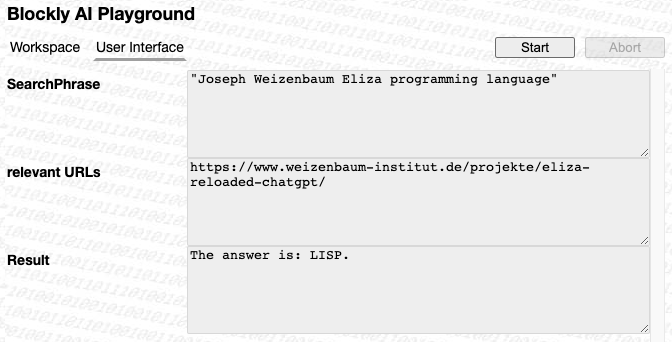 Blockly AI Playground
Workspace User Interface Start Abort
SearchPhrase
"Joseph Weizenbaum Eliza programming language"
relevant URLs
https://www.weizenbaum-institut.de/projekte/eliza-
reloaded-chatgpt/
Result
The answer is: LISP.